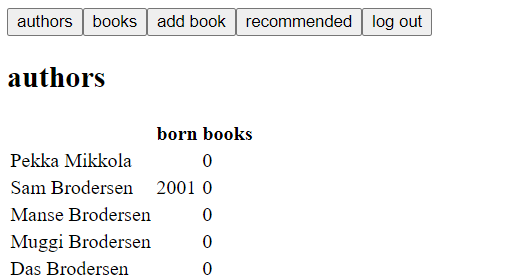 authors books add book recommended log out
authors
born books
Pekka Mikkola 0
Sam Brodersen 2001 0
Manse Brodersen 0
Muggi Brodersen 0
Das Brodersen 0